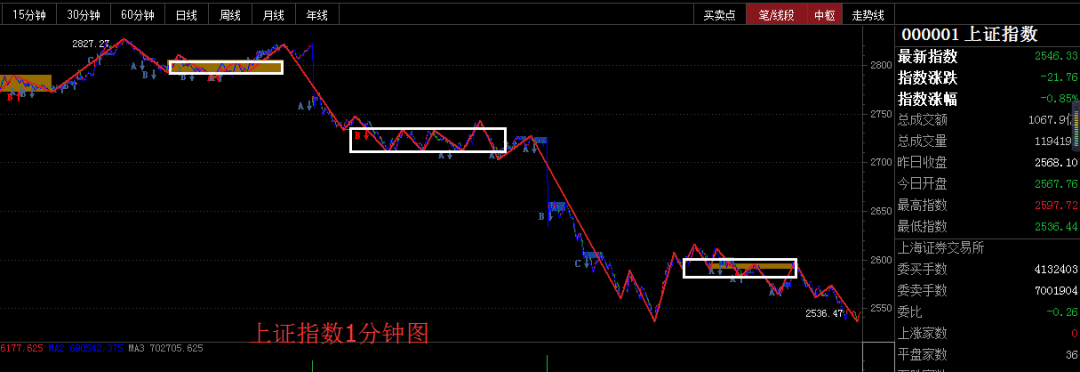 15分钟 30分钟 60分钟 日线 周线 月线 年线 买卖点 笔/线段 中枢 走势线
000001 上证指数
最新指数 2546.33
指数涨跌 -21.76
指数涨幅 -0.85%
总成交额 1067.9亿
总成交量 119419
昨日收盘 2568.10
今日开盘 2567.76
最高指数 2597.72
最低指数 2536.44
上海证券交易所
委买手数 4132403
委卖手数 7001904
委比 -0.26
上涨家数 0
平盘家数 36
2827.27
2800
2750
2700
2650
2600
2550
C A B B B B A
A B A A A
B C
A A A
2536.47
上证指数1分钟图
6177.625 MA2 690542.375 MA3 702705.625